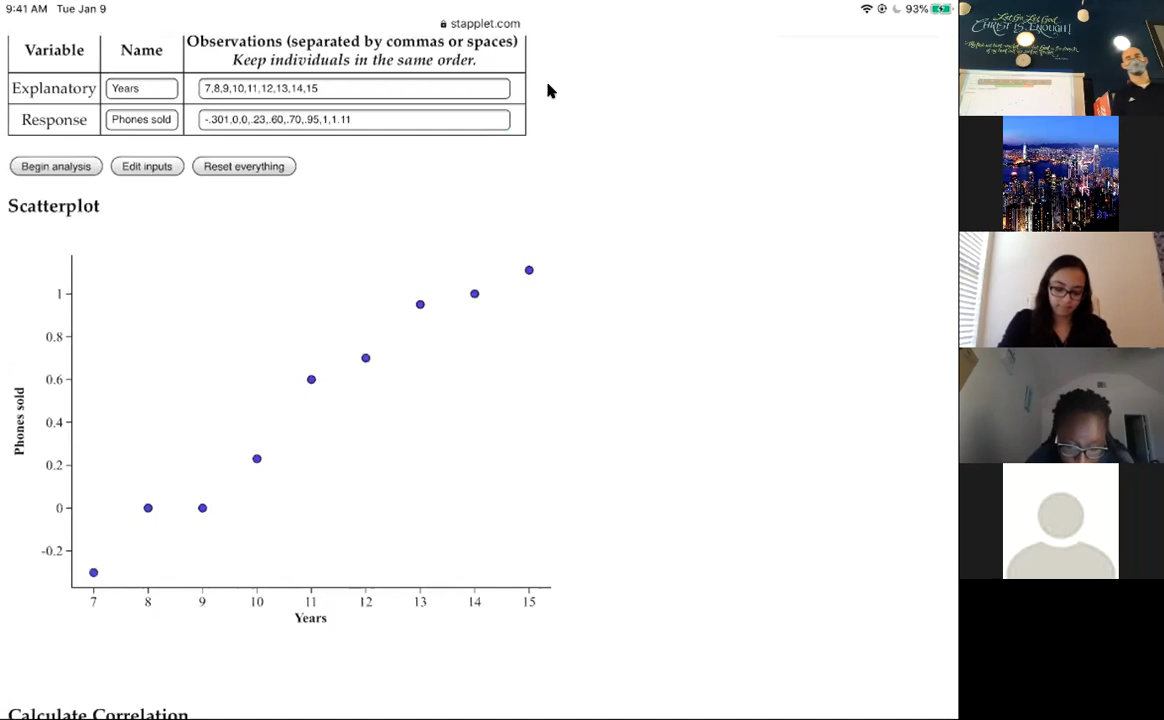 9:41 AM Tue Jan 9
93%
stapplet.com
Variable Name Observations (separated by commas or spaces)
Keep individuals in the same order.
Explanatory Years 7,8,9,10,11,12,13,14,15
Response Phones sold -.301,0,0,.23,.60,.70,.95,1,1.11
Begin analysis Edit inputs Reset everything
Scatterplot
1
0.8
0.6
0.4
0.2
0
-0.2
Phones sold
7 8 9 10 11 12 13 14 15
Years
Calculate Correlation
Let Go, Let God
CHRIST IS ENOUGH!